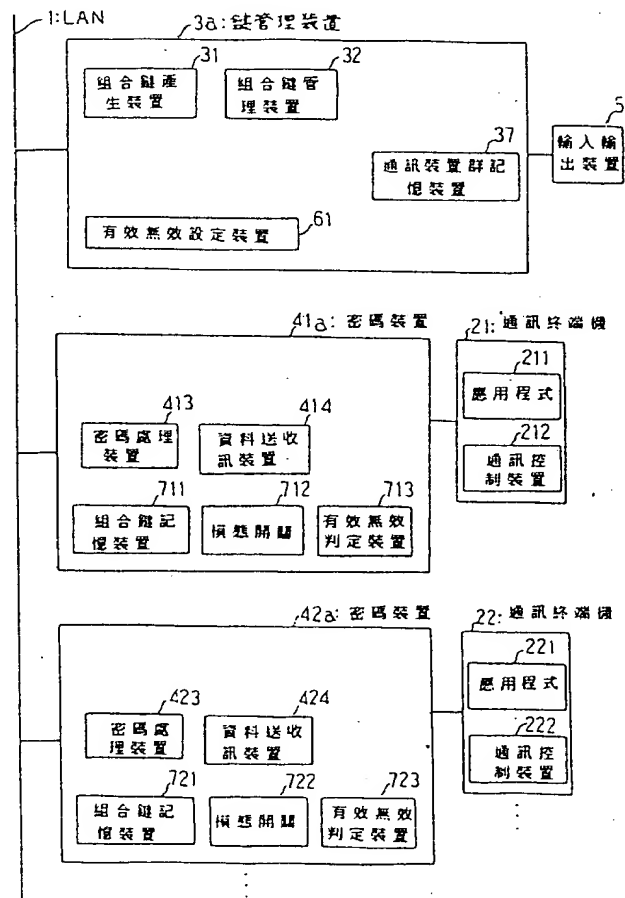 1:LAN
3a:鍵管理裝置
31
組合鍵產
生裝置
32
組合鍵管
理裝置
37
通訊裝置群記
憶裝置
5
輸入輸
出裝置
61
有效無效設定裝置
41a:密碼裝置
413
密碼處理
裝置
414
資料送收
訊裝置
711
組合鍵記
憶裝置
712
模態開關
713
有效無效
判定裝置
21:通訊終端機
211
應用程式
212
通訊控
制裝置
42a:密碼裝置
423
密碼處
理裝置
424
資料送收
訊裝置
721
組合鍵記
憶裝置
722
模態開關
723
有效無效
判定裝置
22:通訊終端機
221
應用程式
222
通訊控
制裝置